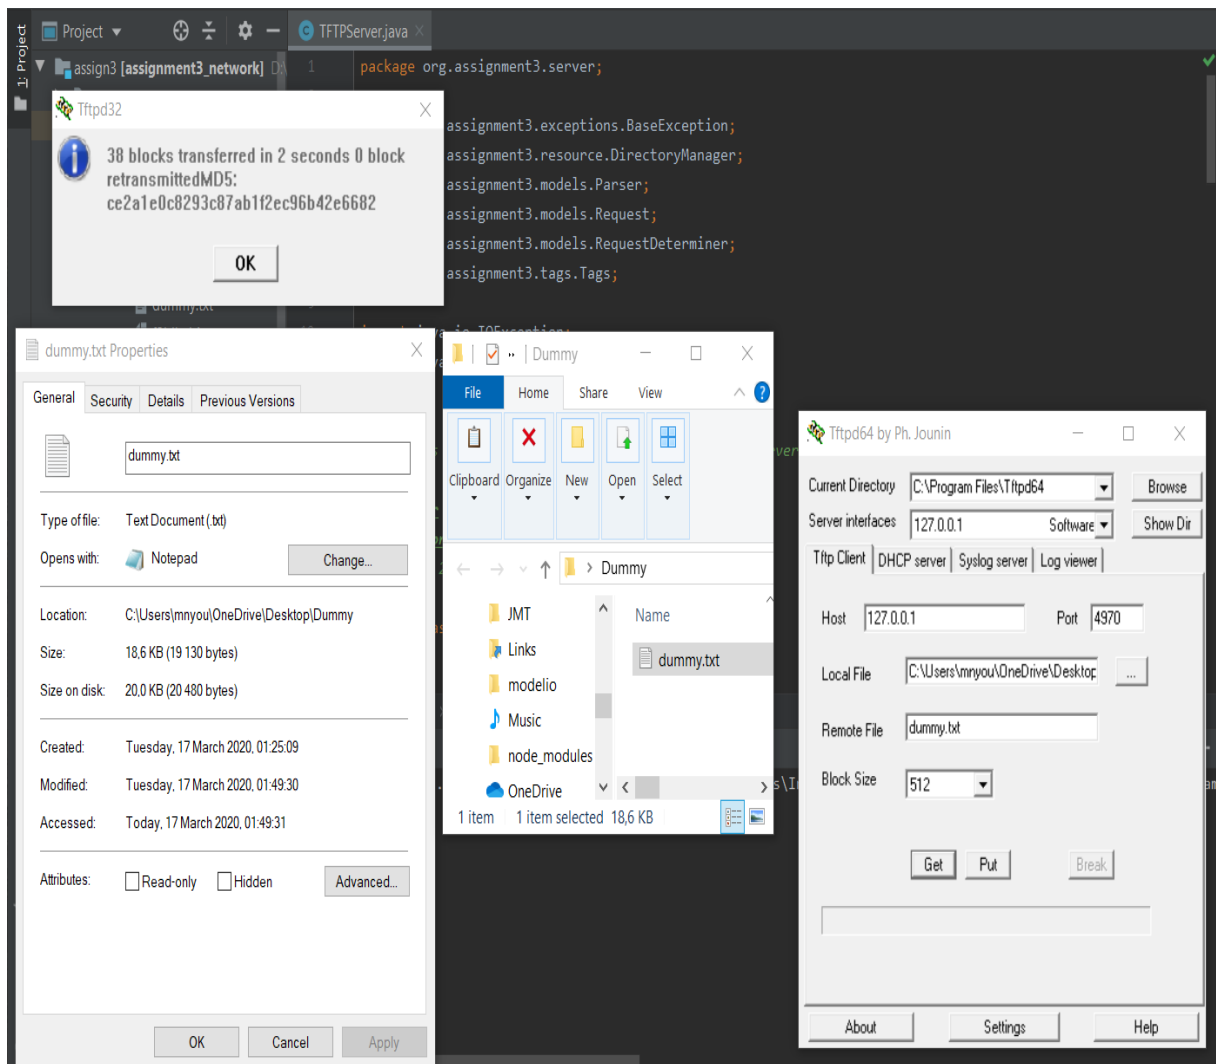 1: Project
Project
TFTPServer.java
assign3 [assignment3_network] D:\
1 package org.assignment3.server;
Tftpd32
38 blocks transferred in 2 seconds 0 block
retransmittedMD5:
ce2a1e0c8293c87ab1f2ec96b42e6682
OK
assignment3.exceptions.BaseException;
assignment3.resource.DirectoryManager;
assignment3.models.Parser;
assignment3.models.Request;
assignment3.models.RequestDeterminer;
assignment3.tags.Tags;
dummy.txt
dummy.txt Properties
General Security Details Previous Versions
dummy.txt
Type of file: Text Document (.txt)
Opens with: Notepad Change...
Location: C:\Users\mnyou\OneDrive\Desktop\Dummy
Size: 18,6 KB (19 130 bytes)
Size on disk: 20,0 KB (20 480 bytes)
Created: Tuesday, 17 March 2020, 01:25:09
Modified: Tuesday, 17 March 2020, 01:49:30
Accessed: Today, 17 March 2020, 01:49:31
Attributes: Read-only Hidden Advanced...
OK Cancel Apply
Dummy
File Home Share View
Clipboard Organize New Open Select
Dummy
JMT
Links
modelio
Music
node_modules
OneDrive
Name
dummy.txt
1 item 1 item selected 18,6 KB
Tftpd64 by Ph. Jounin
Current Directory C:\Program Files\Tftpd64 Browse
Server interfaces 127.0.0.1 Software Show Dir
Tftp Client DHCP server Syslog server Log viewer
Host 127.0.0.1 Port 4970
Local File C:\Users\mnyou\OneDrive\Desktop ...
Remote File dummy.txt
Block Size 512
Get Put Break
About Settings Help